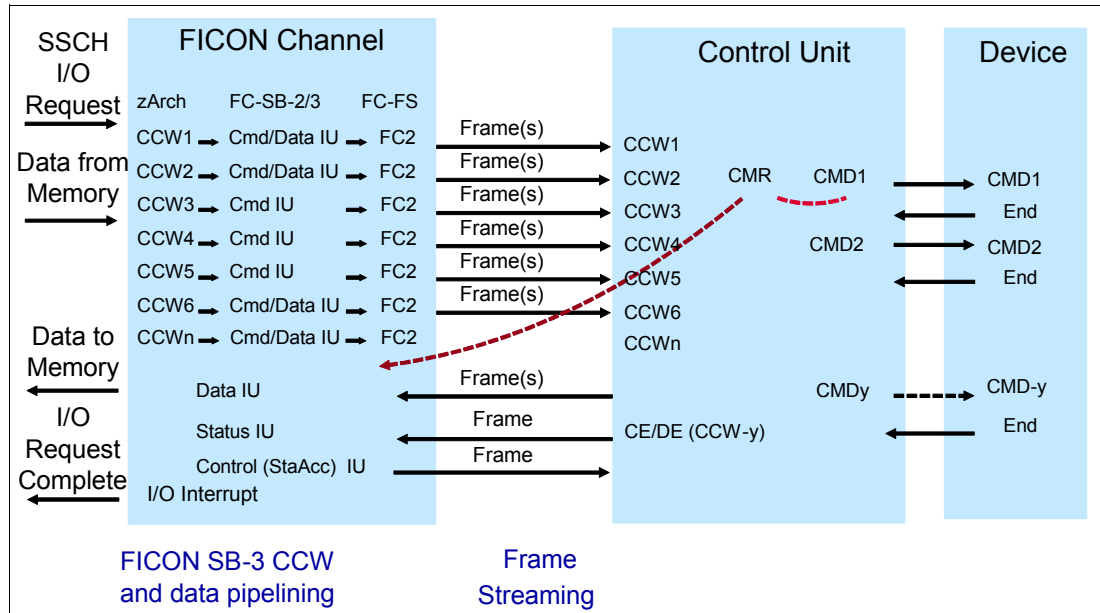 SSCH
I/O
Request
Data from
Memory
Data to
Memory
I/O
Request
Complete
FICON Channel
zArch FC-SB-2/3 FC-FS
CCW1 Cmd/Data IU FC2
CCW2 Cmd/Data IU FC2
CCW3 Cmd IU FC2
CCW4 Cmd IU FC2
CCW5 Cmd IU FC2
CCW6 Cmd/Data IU FC2
CCWn Cmd/Data IU FC2
Data IU
Status IU
Control (StaAcc) IU
I/O Interrupt
Frame(s)
Frame(s)
Frame(s)
Frame(s)
Frame(s)
Frame(s)
Frame(s)
Frame
Frame
Control Unit
CCW1
CCW2 CMR CMD1
CCW3
CCW4 CMD2
CCW5
CCW6
CCWn
CMDy
CE/DE (CCW-y)
Device
CMD1
End
CMD2
End
CMD-y
End
FICON SB-3 CCW
and data pipelining
Frame
Streaming